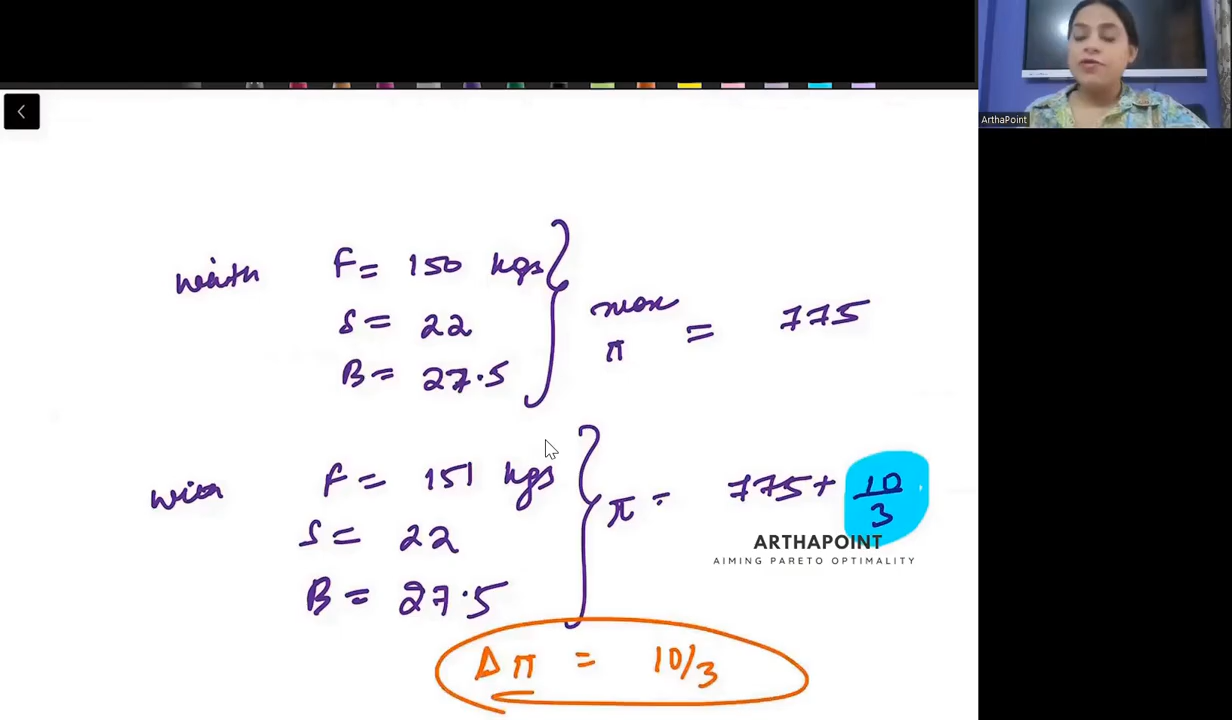 ArthaPoint
with F = 150 kgs
S = 22
B = 27.5
max π = 775
with F = 151 kgs
S = 22
B = 27.5
π = 775 + 10/3
ARTHAPOINT
AIMING PARETO OPTIMALITY
Δπ = 10/3